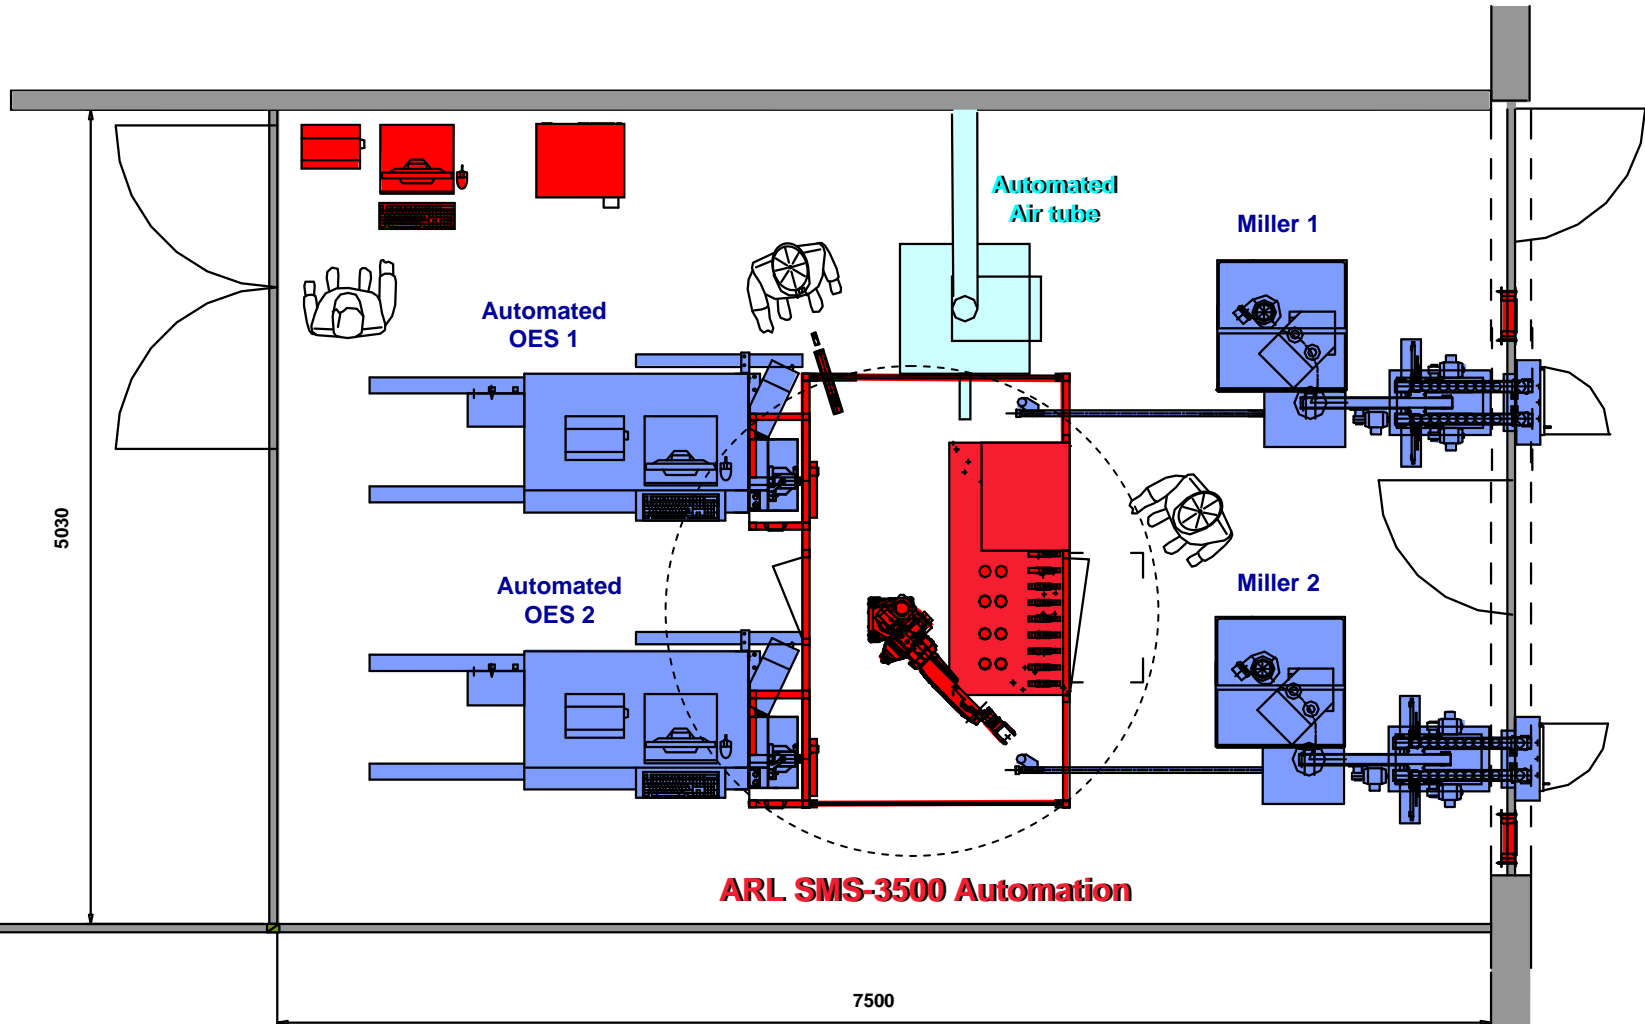 Automated
Air tube
Miller 1
Automated
OES 1
5030
Automated
OES 2
Miller 2
ARL SMS-3500 Automation
7500